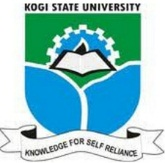 KOGI STATE UNIVERSITY
KNOWLEDGE FOR SELF RELIANCE